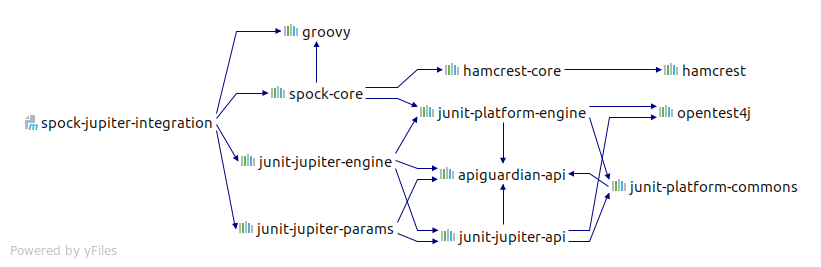 groovy
hamcrest-core
hamcrest
spock-core
junit-platform-engine
opentest4j
spock-jupiter-integration
junit-jupiter-engine
apiguardian-api
junit-platform-commons
junit-jupiter-params
junit-jupiter-api
Powered by yFiles